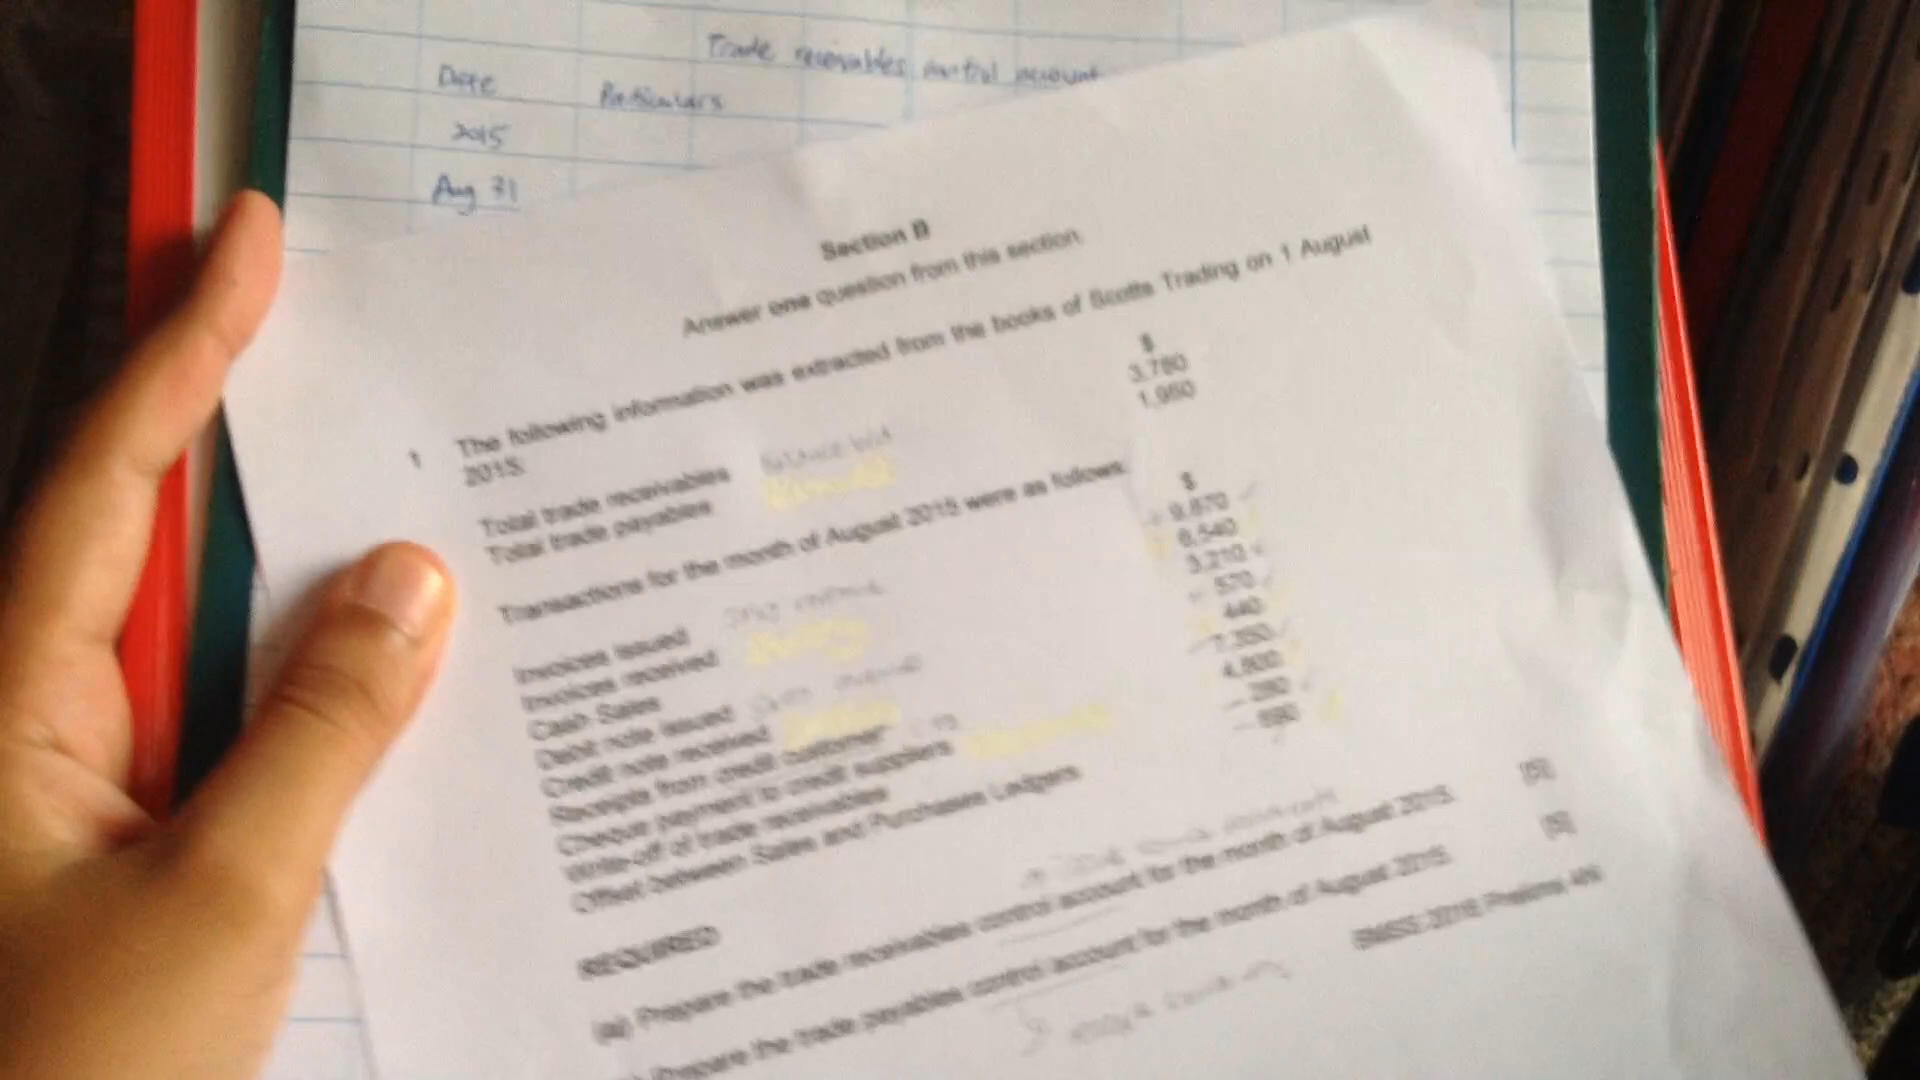 Trade receivables control account
Date
Particulars
2015
Aug 31
Section B
Answer one question from this section.
1 The following information was extracted from the books of Scotts Trading on 1 August
2015:
$
Total trade receivables 3,780
Total trade payables 1,950
Transactions for the month of August 2015 were as follows:
$
Invoices issued 9,870
Invoices received 6,540
Cash Sales 3,210
Debit note issued 570
Credit note received 440
Receipts from credit customer 7,350
Cheque payment to credit suppliers 4,800
Write-off of trade receivables
Offset between Sales and Purchases Ledgers
REQUIRED
(a) Prepare the trade receivables control account for the month of August 2015. [5]
Prepare the trade payables control account for the month of August 2015. [5]